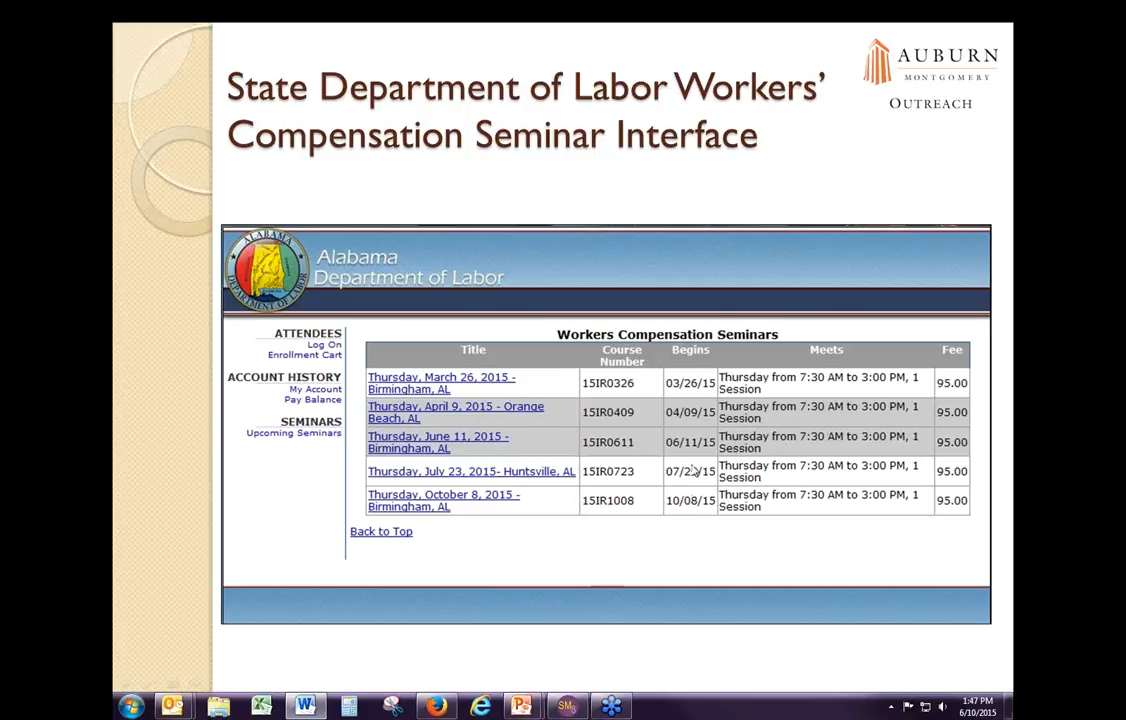 State Department of Labor Workers’
Compensation Seminar Interface
AUBURN
MONTGOMERY
OUTREACH
ALABAMA
DEPARTMENT OF LABOR
Alabama
Department of Labor
ATTENDEES
Log On
Enrollment Cart
ACCOUNT HISTORY
My Account
Pay Balance
SEMINARS
Upcoming Seminars
Workers Compensation Seminars
Title Course Number Begins Meets Fee
Thursday, March 26, 2015 - Birmingham, AL 15IR0326 03/26/15 Thursday from 7:30 AM to 3:00 PM, 1 Session 95.00
Thursday, April 9, 2015 - Orange Beach, AL 15IR0409 04/09/15 Thursday from 7:30 AM to 3:00 PM, 1 Session 95.00
Thursday, June 11, 2015 - Birmingham, AL 15IR0611 06/11/15 Thursday from 7:30 AM to 3:00 PM, 1 Session 95.00
Thursday, July 23, 2015- Huntsville, AL 15IR0723 07/23/15 Thursday from 7:30 AM to 3:00 PM, 1 Session 95.00
Thursday, October 8, 2015 - Birmingham, AL 15IR1008 10/08/15 Thursday from 7:30 AM to 3:00 PM, 1 Session 95.00
Back to Top
1:47 PM
6/10/2015